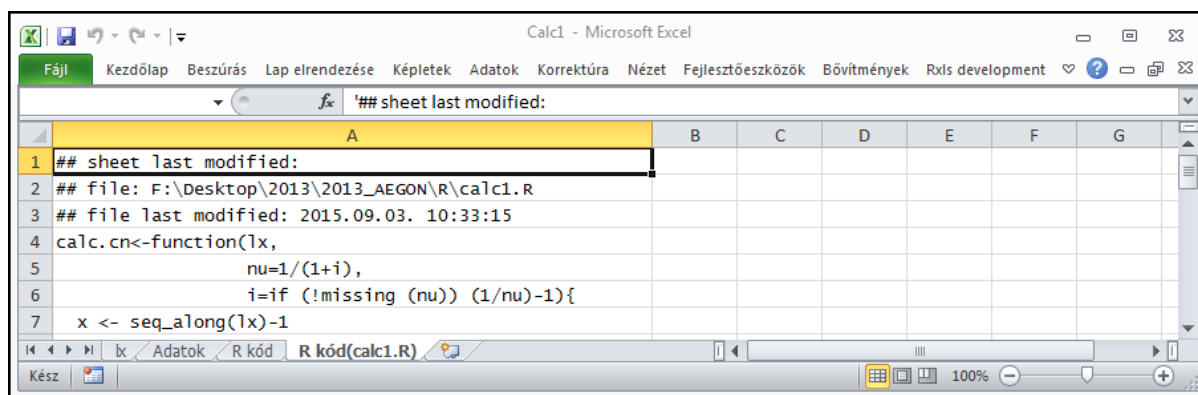 Calc1 - Microsoft Excel
Fájl Kezdőlap Beszúrás Lap elrendezése Képletek Adatok Korrektúra Nézet Fejlesztőeszközök Bővítmények Rxls development
fx '## sheet last modified:
A B C D E F G
1 ## sheet last modified:
2 ## file: F:\Desktop\2013\2013_AEGON\R\calc1.R
3 ## file last modified: 2015.09.03. 10:33:15
4 calc.cn<-function(lx,
5 nu=1/(1+i),
6 i=if (!missing (nu)) (1/nu)-1){
7 x <- seq_along(lx)-1
lx Adatok R kód R kód(calc1.R)
Kész 100%